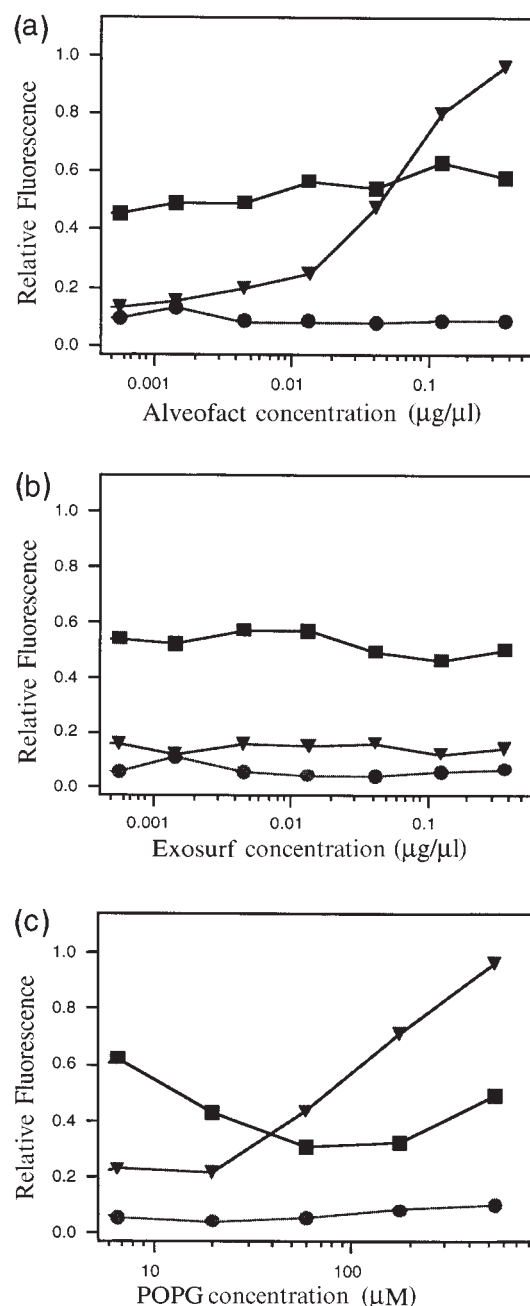 (a)
Relative Fluorescence
1.0
0.8
0.6
0.4
0.2
0.0
0.001
0.01
0.1
Alveofact concentration (μg/μl)
(b)
Relative Fluorescence
1.0
0.8
0.6
0.4
0.2
0.0
0.001
0.01
0.1
Exosurf concentration (μg/μl)
(c)
Relative Fluorescence
1.0
0.8
0.6
0.4
0.2
0.0
10
100
POPG concentration (μM)